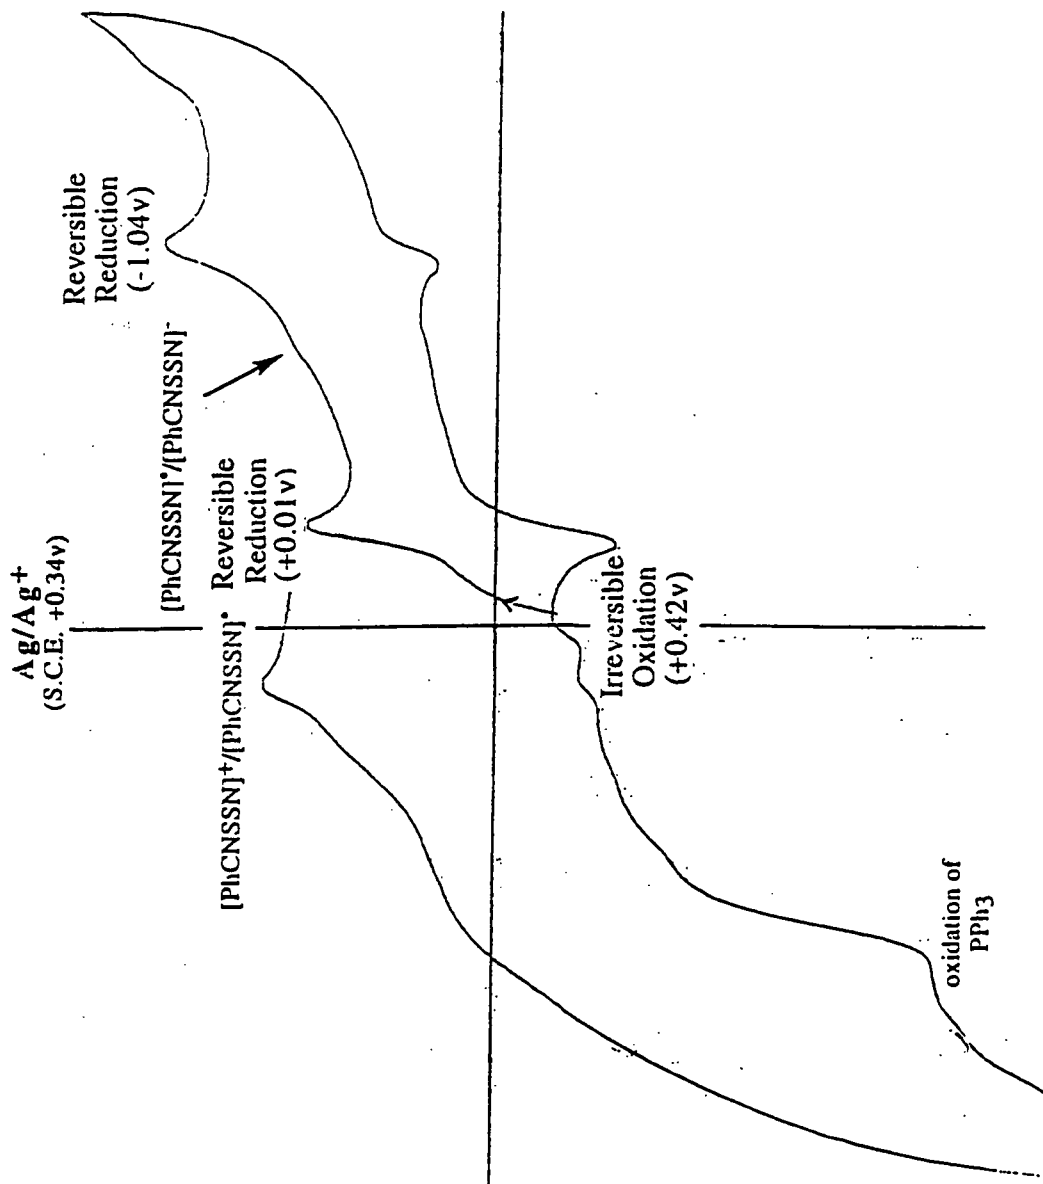 Ag/Ag+
(S.C.E. +0.34v)
Reversible
Reduction
(-1.04v)
[PhCNSSN]•/[PhCNSSN]-
Reversible
Reduction
(+0.01v)
[PhCNSSN]+/[PhCNSSN]•
Irreversible
Oxidation
(+0.42v)
oxidation of
PPh3